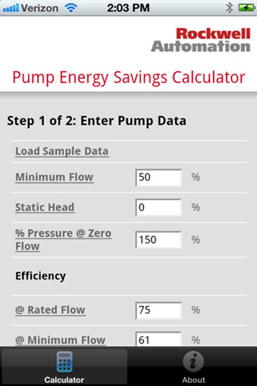 Verizon 2:03 PM
Rockwell
Automation
Pump Energy Savings Calculator
Step 1 of 2: Enter Pump Data
Load Sample Data
Minimum Flow 50 %
Static Head 0 %
% Pressure @ Zero
Flow 150 %
Efficiency
@ Rated Flow 75 %
@ Minimum Flow 61 %
Calculator About